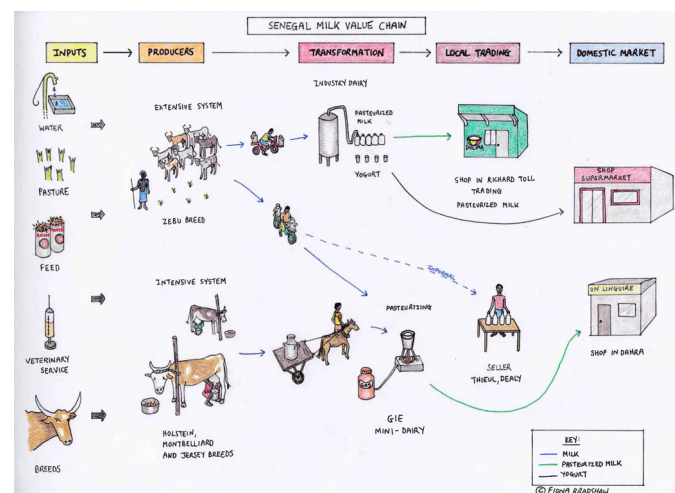 SENEGAL MILK VALUE CHAIN
INPUTS
PRODUCERS
TRANSFORMATION
LOCAL TRADING
DOMESTIC MARKET
WATER
PASTURE
FEED
VETERINARY
SERVICE
BREEDS
EXTENSIVE SYSTEM
ZEBU BREED
INTENSIVE SYSTEM
HOLSTEIN,
MONTBELLIARD
AND JERSEY BREEDS
INDUSTRY DAIRY
PASTEURIZED
MILK
YOGURT
PASTEURIZING
GIE
MINI-DAIRY
SHOP IN RICHARD TOLL
TRADING
PASTEURIZED MILK
INFORMAL
SELLER
THIEUL, DEALY
SHOP
SUPERMARKET
UN LINGUIRE
SHOP IN DAHRA
KEY:
MILK
PASTEURIZED MILK
YOGURT
© FIONA BRADSHAW